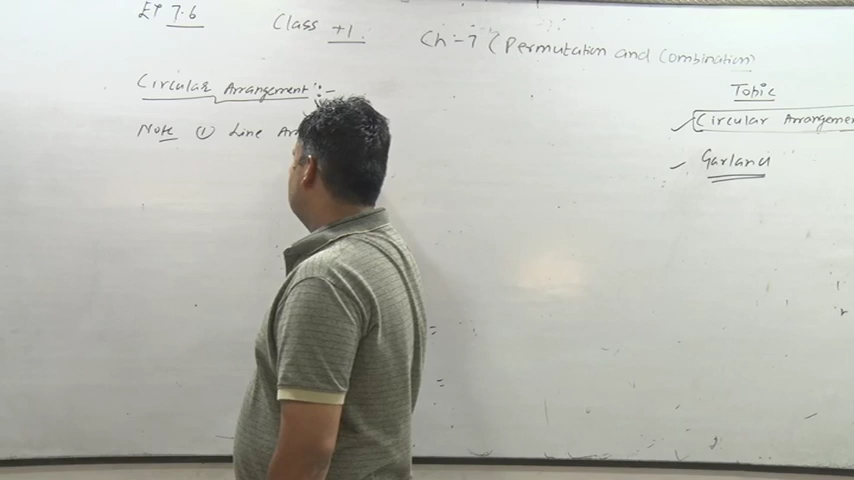 Ex 7.6 Class +1 Ch:-7 (Permutation and Combination)
Topic
Circular Arrangement :-
✓ Circular Arrangemen
Note ① Line Ar
✓ Garland